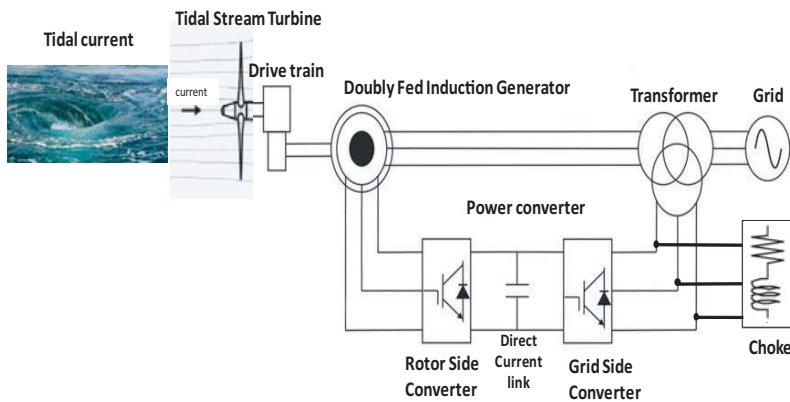 Tidal Stream Turbine
Tidal current
Drive train
current
Doubly Fed Induction Generator
Transformer
Grid
Power converter
Direct
Current
link
Rotor Side
Converter
Grid Side
Converter
Choke